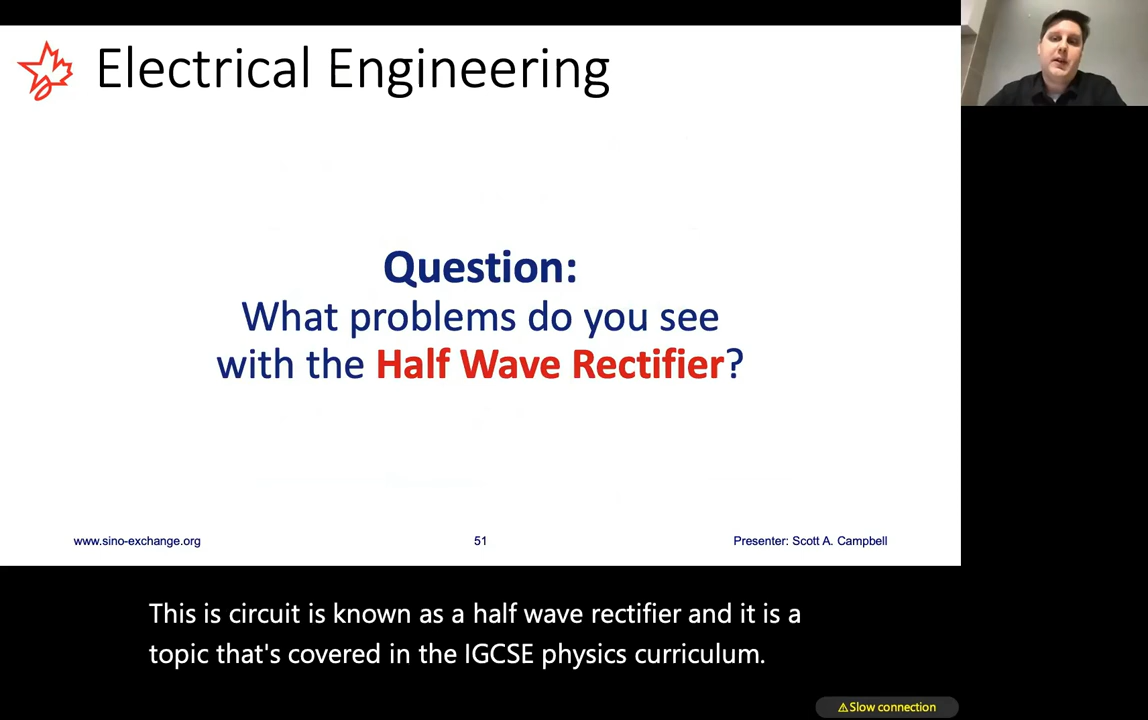 Electrical Engineering
Question:
What problems do you see
with the Half Wave Rectifier?
www.sino-exchange.org
51
Presenter: Scott A. Campbell
This is circuit is known as a half wave rectifier and it is a
topic that's covered in the IGCSE physics curriculum.
⚠Slow connection